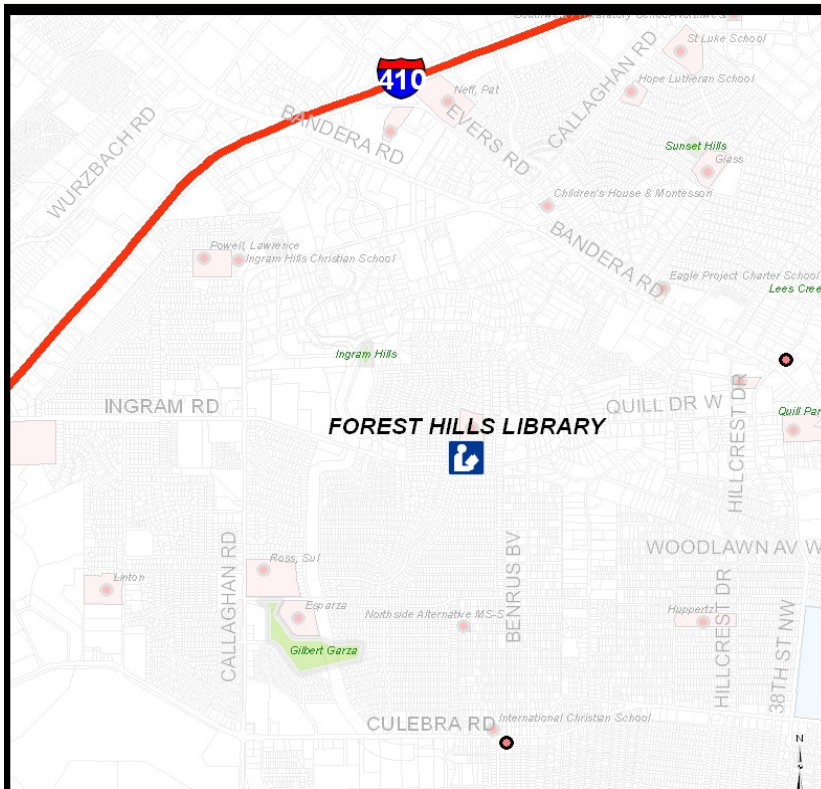 St Luke School
410
Neff, Pat
Hope Lutheran School
CALLAGHAN RD
BANDERA RD
EVERS RD
WURZBACH RD
Sunset Hills
Glass
Children's House & Montesson
BANDERA RD
Powell, Lawrence
Ingram Hills Christian School
Eagle Project Charter School
Lees Cree
Ingram Hills
INGRAM RD
QUILL DR W
HILLCREST DR
Quill Par
FOREST HILLS LIBRARY
WOODLAWN AV W
CALLAGHAN RD
BENRUS BV
Ross, Sul
Linton
Esparza
Northside Alternative MS-S
Huppertz
HILLCREST DR
38TH ST NW
Gilbert Garza
CULEBRA RD
International Christian School
N